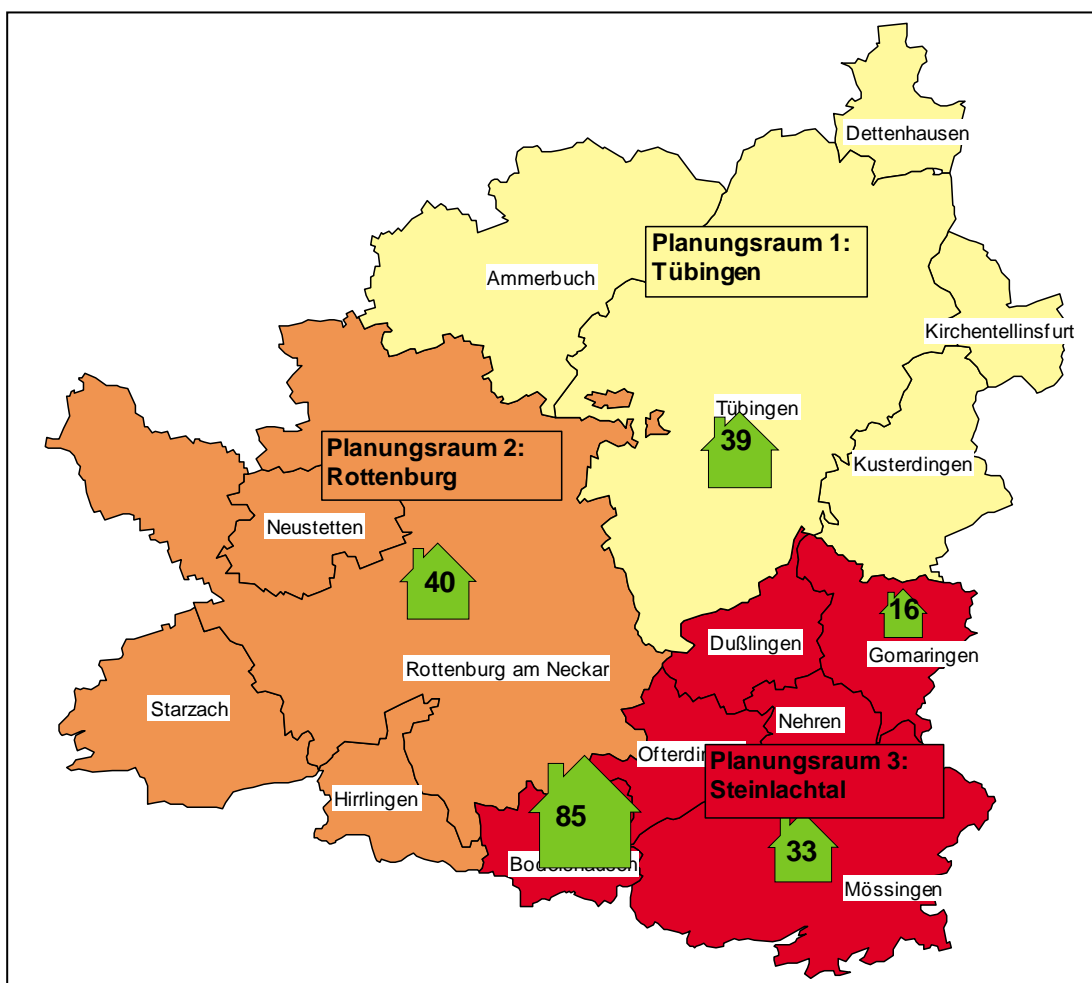 Dettenhausen
Planungsraum 1:
Tübingen
Ammerbuch
Kirchentellinsfurt
Tübingen
39
Planungsraum 2:
Rottenburg
Kusterdingen
Neustetten
40
16
Dußlingen
Gomaringen
Rottenburg am Neckar
Starzach
Nehren
Planungsraum 3:
Steinlachtal
Hirrlingen
85
33
Mössingen